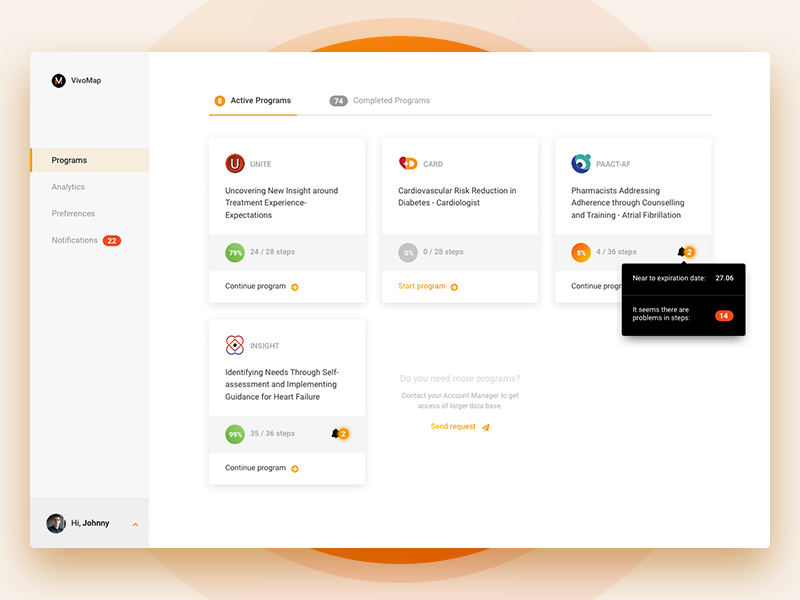 VivoMap
Programs
Analytics
Preferences
Notifications 22
Hi, Johnny
8 Active Programs
74 Completed Programs
U UNITE
Uncovering New Insight around
Treatment Experience-
Expectations
79% 24 / 28 steps
Continue program
CARD
Cardiovascular Risk Reduction in
Diabetes - Cardiologist
0% 0 / 28 steps
Start program
PAACT-AF
Pharmacists Addressing
Adherence through Counselling
and Training - Atrial Fibrillation
8% 4 / 36 steps 2
Continue progr
Near to expiration date: 27.06
It seems there are
problems in steps: 14
INSIGHT
Identifying Needs Through Self-
assessment and Implementing
Guidance for Heart Failure
99% 35 / 36 steps 2
Continue program
Do you need more programs?
Contact your Account Manager to get
access of larger data base.
Send request